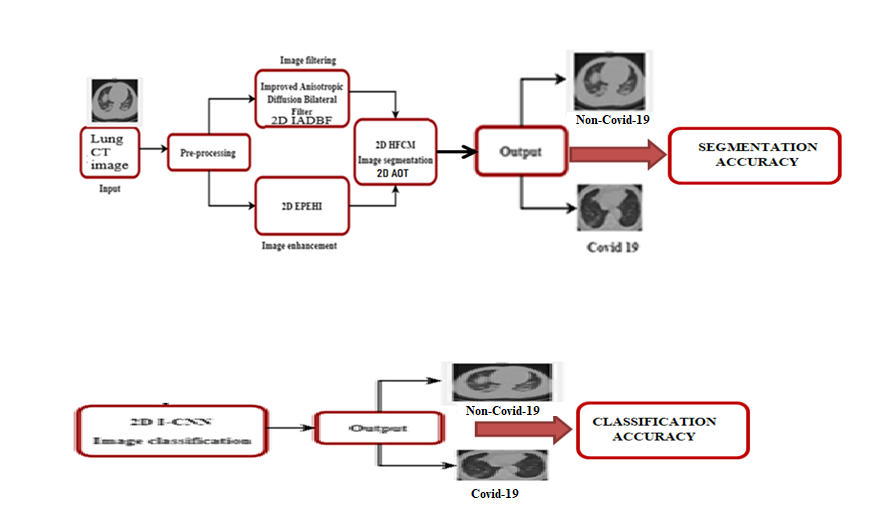 Image filtering
Improved Anisotropic
Diffusion Bilateral
Filter
2D IADBF
Lung
CT
image
Input
Pre-processing
2D HFCM
Image segmentation
2D AOT
2D EPEHI
Image enhancement
Output
Non-Covid-19
Covid 19
SEGMENTATION
ACCURACY
2D I-CNN
Image classification
Output
Non-Covid-19
Covid-19
CLASSIFICATION
ACCURACY